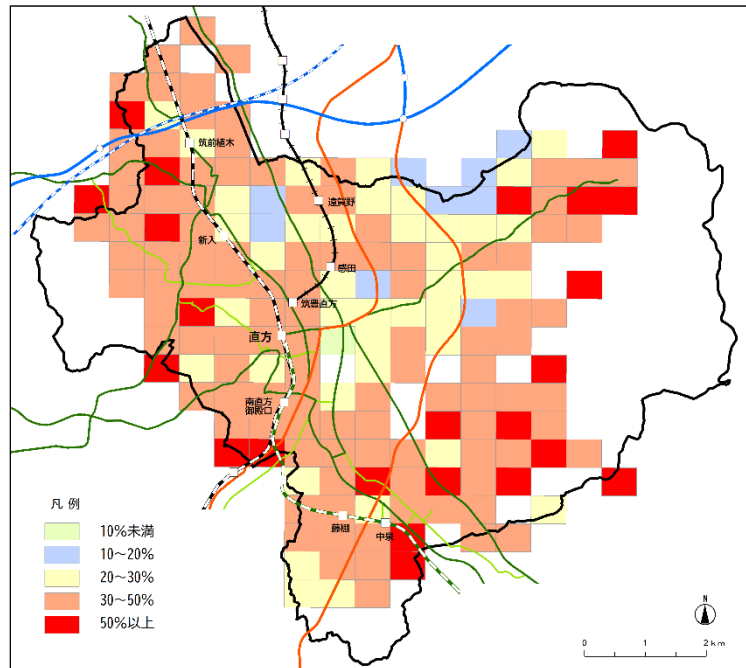 筑前植木
遠賀野
新入
感田
筑豊直方
直方
南直方
御殿口
藤棚
中泉
凡例
10%未満
10～20%
20～30%
30～50%
50%以上
N
0 1 2 km